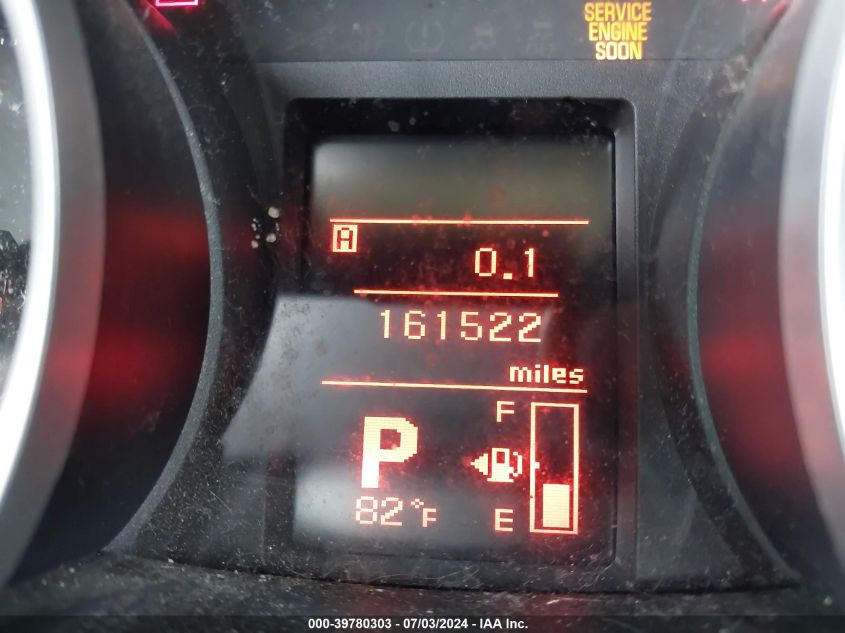 SERVICE
ENGINE
SOON
A
0.1
161522
miles
P
F
82°F
E
000-39780303 - 07/03/2024 - IAA Inc.